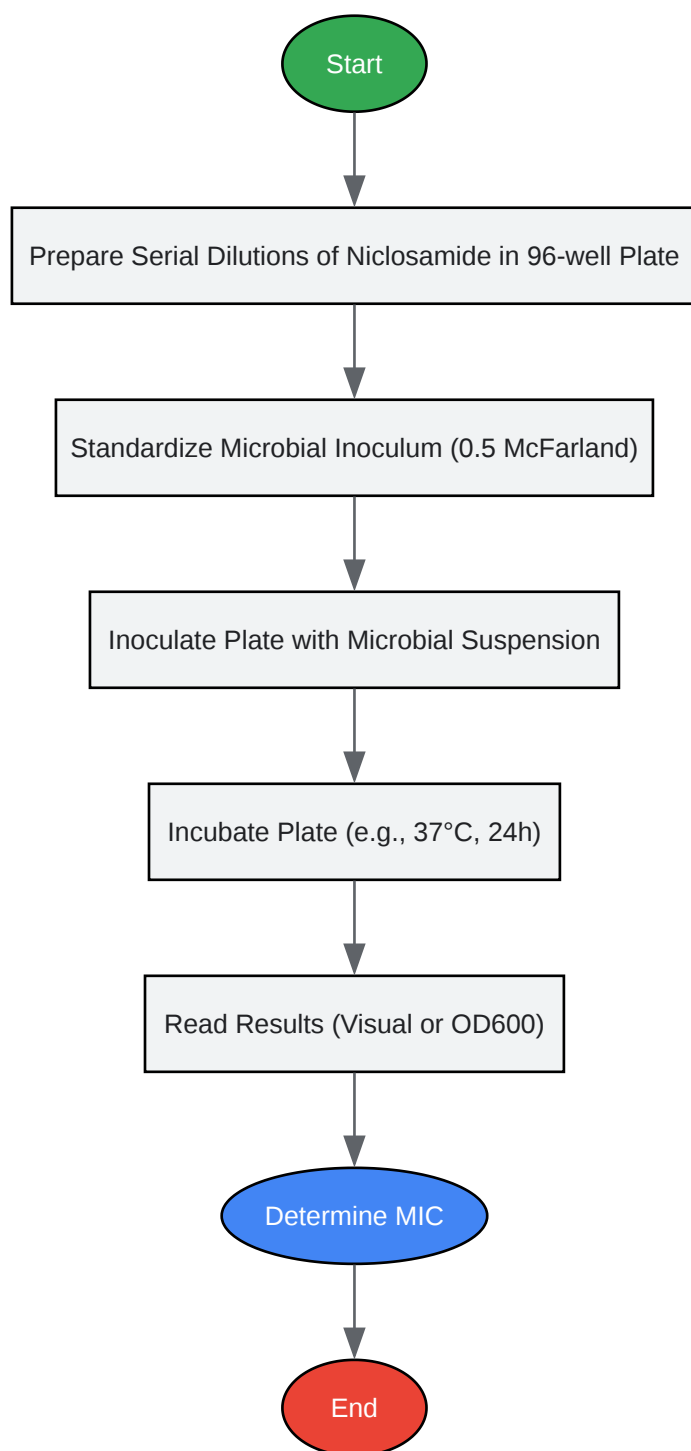 Start
Prepare Serial Dilutions of Niclosamide in 96-well Plate
Standardize Microbial Inoculum (0.5 McFarland)
Inoculate Plate with Microbial Suspension
Incubate Plate (e.g., 37°C, 24h)
Read Results (Visual or OD600)
Determine MIC
End